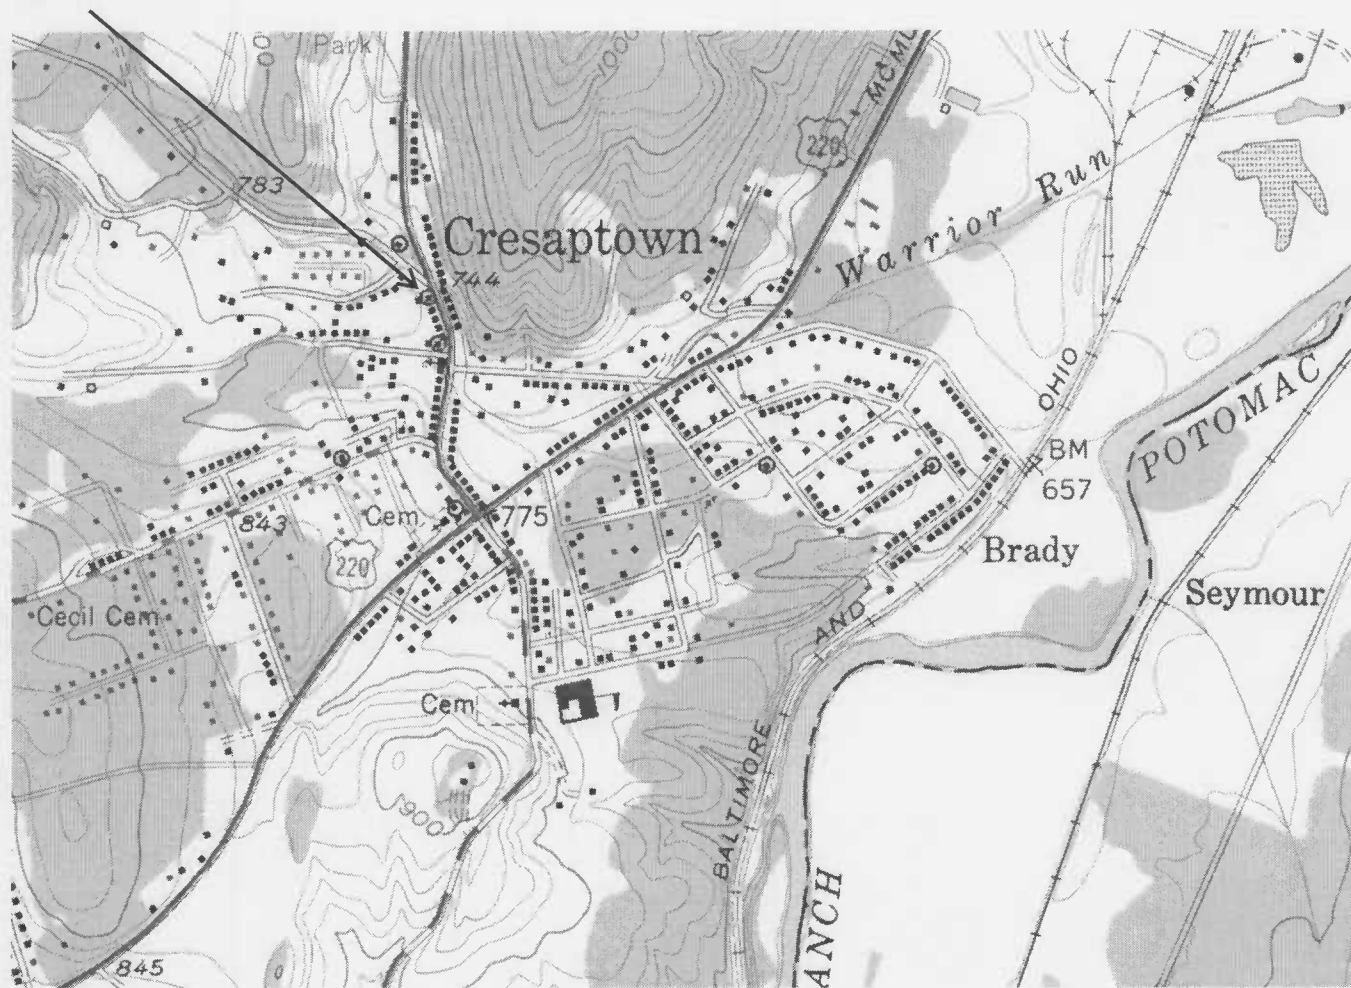 Park
1000
MCMU
220
783
Warrior Run
Cresaptown
744
OHIO
POTOMAC
BM
657
843
Cem
775
220
Brady
Seymour
Cecil Cem
AND
Cem
BALTIMORE
900
ANCH
845